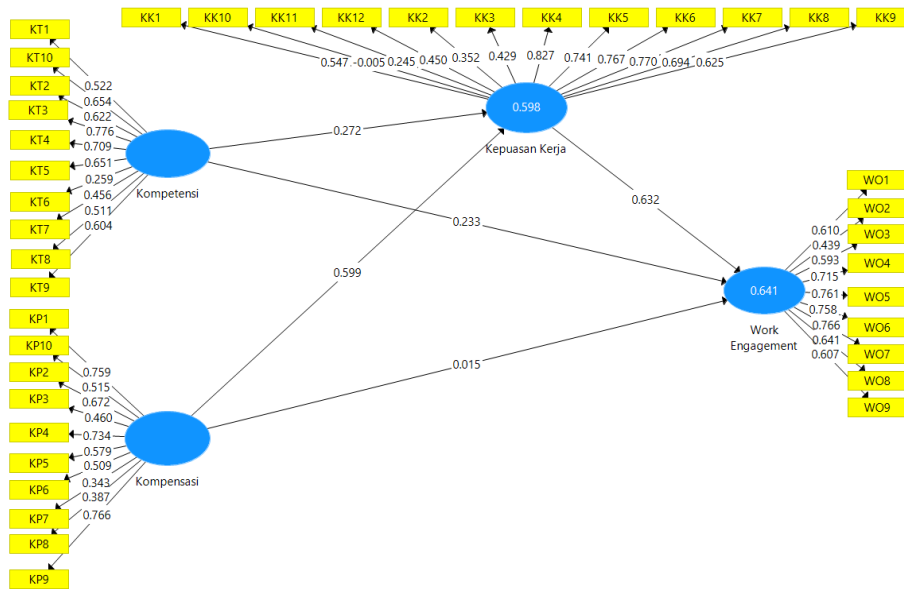 KK1 KK10 KK11 KK12 KK2 KK3 KK4 KK5 KK6 KK7 KK8 KK9
0.547 -0.005 0.245 0.450 0.352 0.429 0.827 0.741 0.767 0.770 0.694 0.625
0.598
Kepuasan Kerja
KT1
KT10
KT2
KT3
KT4
KT5
KT6
KT7
KT8
KT9
0.522
0.654
0.622
0.776
0.709
0.651
0.259
0.456
0.511
0.604
Kompetensi
0.272
0.233
0.632
0.599
0.015
KP1
KP10
KP2
KP3
KP4
KP5
KP6
KP7
KP8
KP9
0.759
0.515
0.672
0.460
0.734
0.579
0.509
0.343
0.387
0.766
Kompensasi
0.641
Work
Engagement
0.610
0.439
0.593
0.715
0.761
0.758
0.766
0.641
0.607
WO1
WO2
WO3
WO4
WO5
WO6
WO7
WO8
WO9